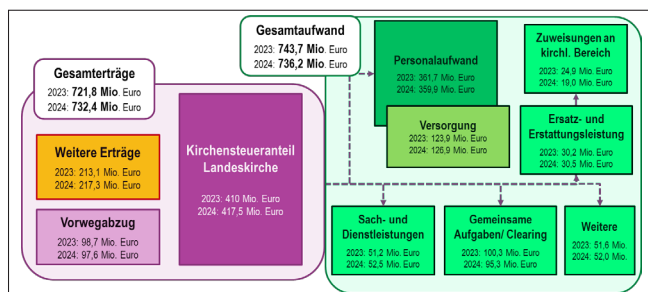 Gesamterträge
2023: 721,8 Mio. Euro
2024: 732,4 Mio. Euro
Weitere Erträge
2023: 213,1 Mio. Euro
2024: 217,3 Mio. Euro
Vorwegabzug
2023: 98,7 Mio. Euro
2024: 97,6 Mio. Euro
Kirchensteueranteil
Landeskirche
2023: 410 Mio. Euro
2024: 417,5 Mio. Euro
Gesamtaufwand
2023: 743,7 Mio. Euro
2024: 736,2 Mio. Euro
Personalaufwand
2023: 361,7 Mio. Euro
2024: 359,9 Mio. Euro
Versorgung
2023: 123,9 Mio. Euro
2024: 126,9 Mio. Euro
Zuweisungen an
kirchl. Bereich
2023: 24,9 Mio. Euro
2024: 19,0 Mio. Euro
Ersatz- und
Erstattungsleistung
2023: 30,2 Mio. Euro
2024: 30,5 Mio. Euro
Sach- und
Dienstleistungen
2023: 51,2 Mio. Euro
2024: 52,5 Mio. Euro
Gemeinsame
Aufgaben/ Clearing
2023: 100,3 Mio. Euro
2024: 95,3 Mio. Euro
Weitere
2023: 51,6 Mio.
2024: 52,0 Mio.